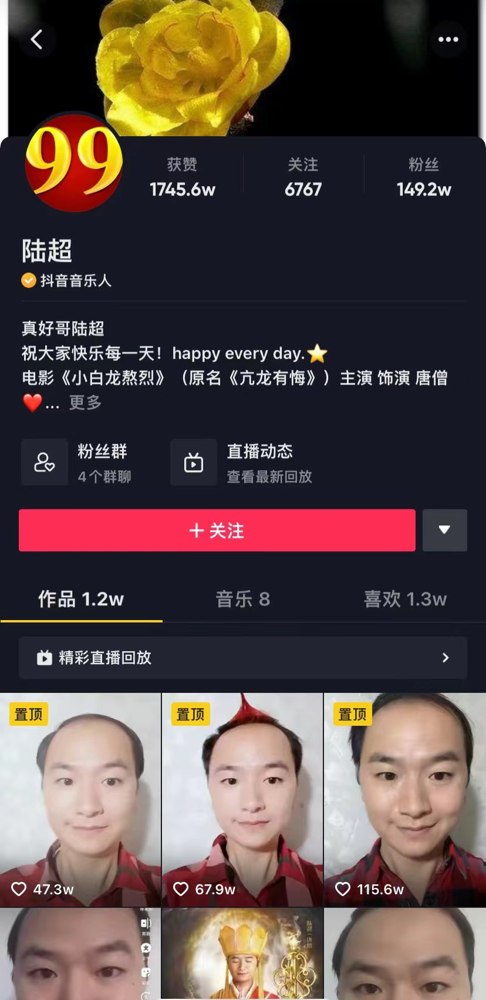 99
获赞 关注 粉丝
1745.6w 6767 149.2w
陆超
抖音音乐人
真好哥陆超
祝大家快乐每一天！happy every day.⭐
电影《小白龙熬烈》（原名《亢龙有悔》）主演 饰演 唐僧
❤️... 更多
粉丝群
4个群聊
直播动态
查看最新回放
＋关注
作品 1.2w 音乐 8 喜欢 1.3w
精彩直播回放
置顶 置顶 置顶
47.3w 67.9w 115.6w